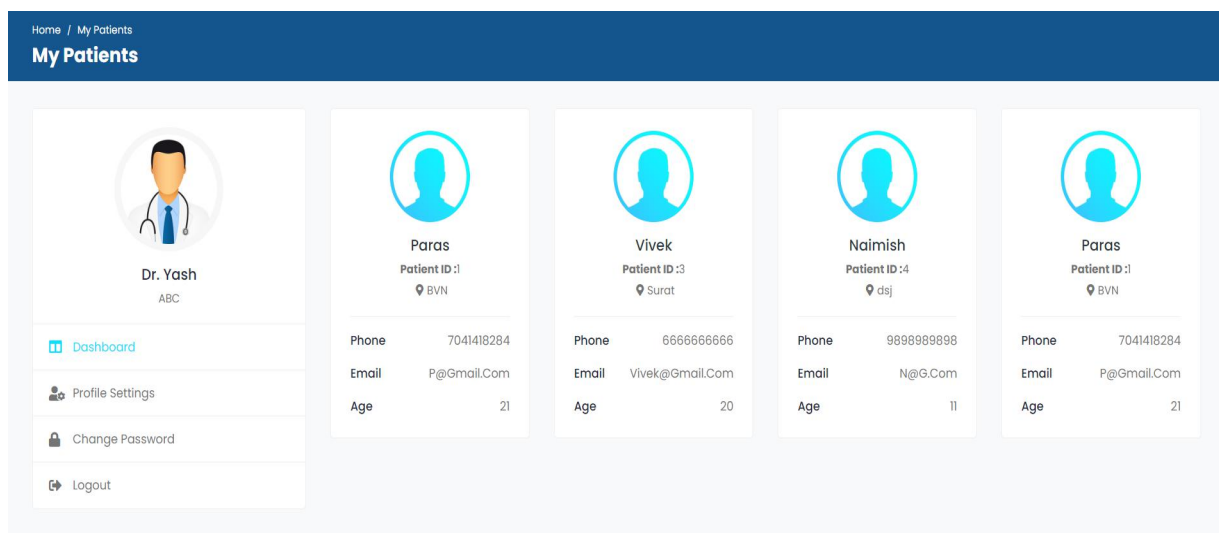 Home / My Patients
My Patients
Dr. Yash
ABC
Dashboard
Profile Settings
Change Password
Logout
Paras
Patient ID :1
BVN
Phone 7041418284
Email P@Gmail.Com
Age 21
Vivek
Patient ID :3
Surat
Phone 6666666666
Email Vivek@Gmail.Com
Age 20
Naimish
Patient ID :4
dsj
Phone 9898989898
Email N@G.Com
Age 11
Paras
Patient ID :1
BVN
Phone 7041418284
Email P@Gmail.Com
Age 21